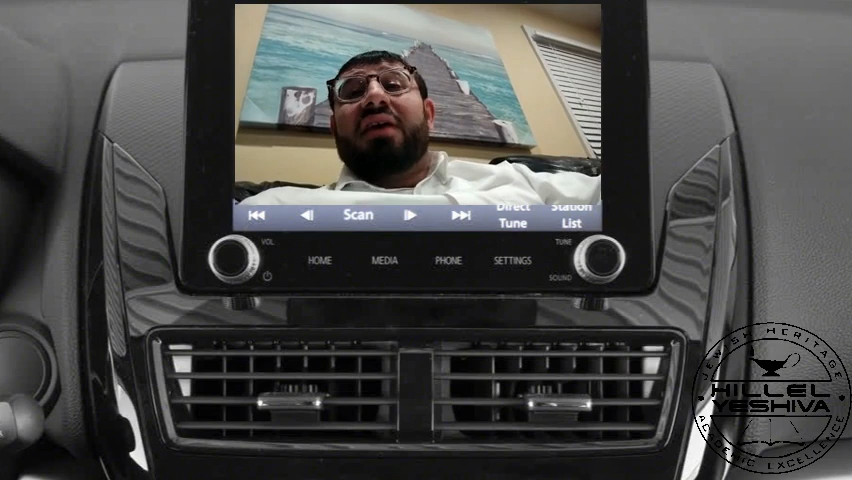 Scan
Direct
Tune
Station
List
VOL
TUNE
HOME
MEDIA
PHONE
SETTINGS
SOUND
JEWISH HERITAGE
HILLEL
YESHIVA
ACADEMIC EXCELLENCE